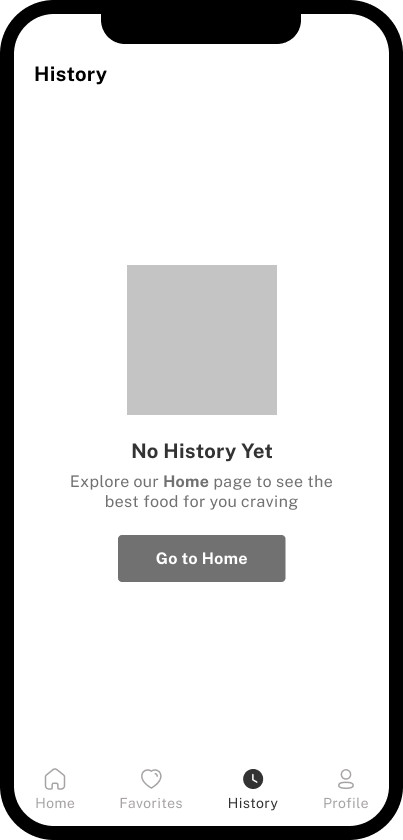 History
No History Yet
Explore our Home page to see the
best food for you craving
Go to Home
Home Favorites History Profile